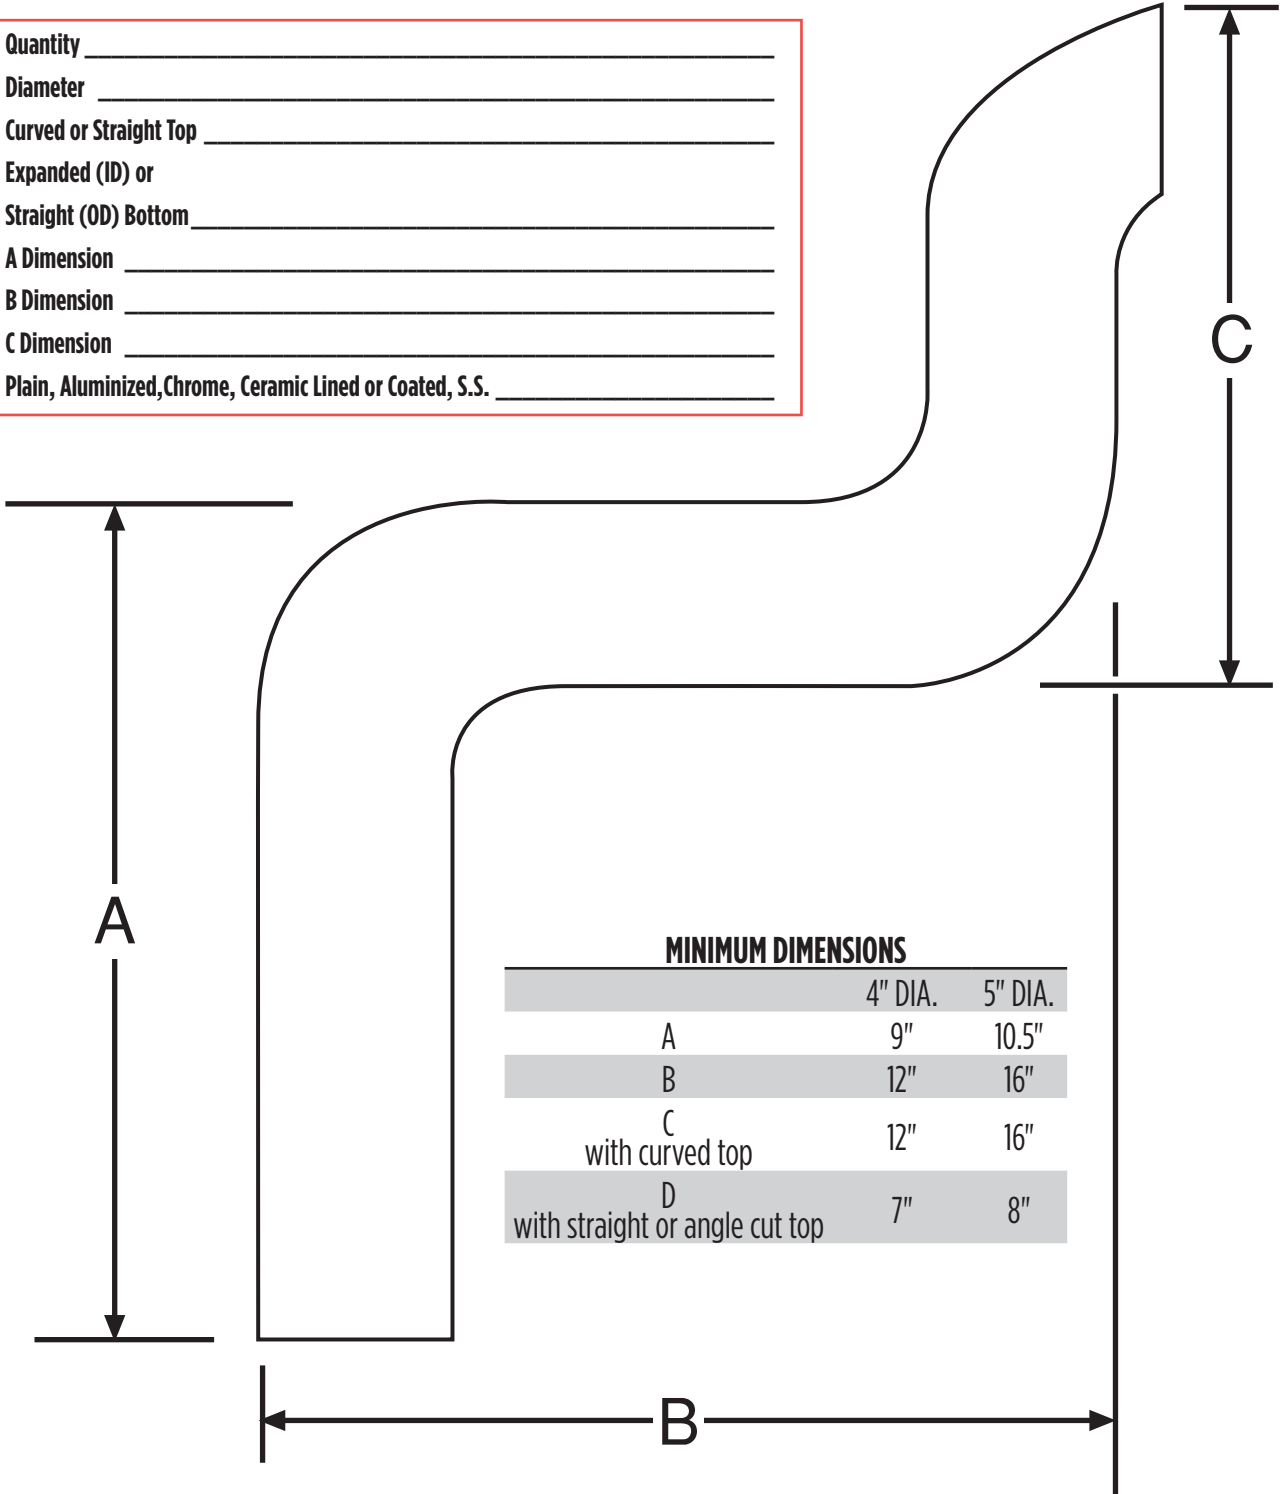 Quantity
Diameter
Curved or Straight Top
Expanded (ID) or
Straight (OD) Bottom
A Dimension
B Dimension
C Dimension
Plain, Aluminized,Chrome, Ceramic Lined or Coated, S.S.
C
A
MINIMUM DIMENSIONS
4" DIA. 5" DIA.
A 9" 10.5"
B 12" 16"
C
with curved top 12" 16"
D
with straight or angle cut top 7" 8"
B